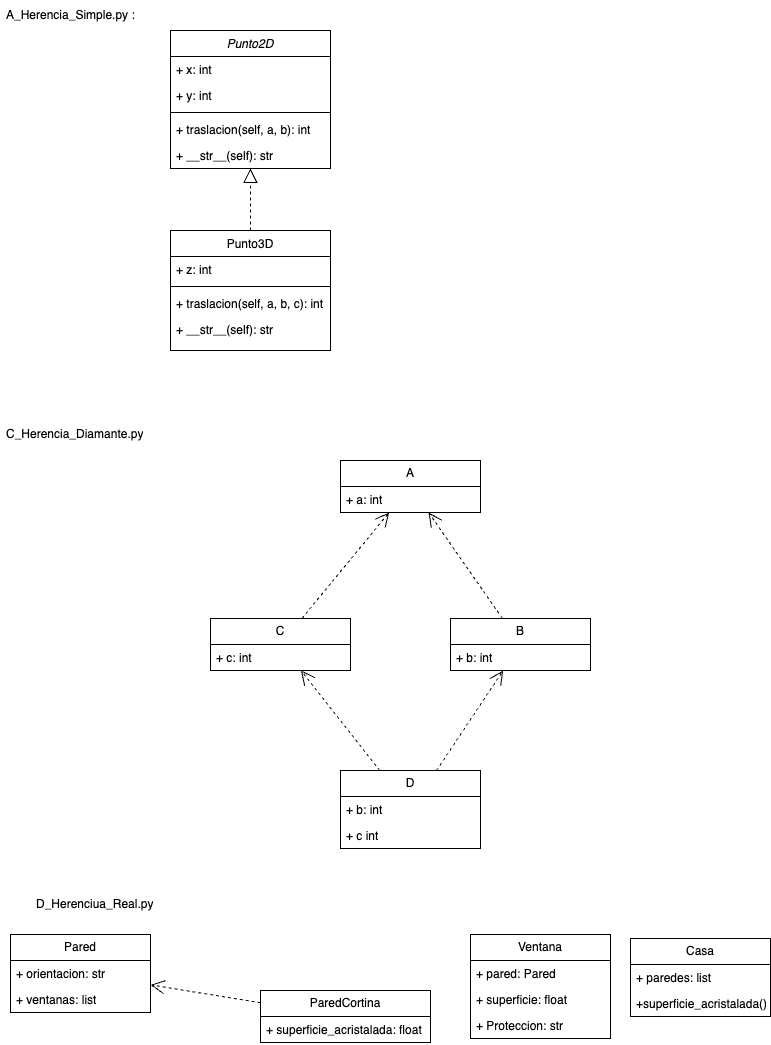 A_Herencia_Simple.py :
Punto2D
+ x: int
+ y: int
+ traslacion(self, a, b): int
+ __str__(self): str
Punto3D
+ z: int
+ traslacion(self, a, b, c): int
+ __str__(self): str
C_Herencia_Diamante.py
A
+ a: int
C
+ c: int
B
+ b: int
D
+ b: int
+ c int
D_Herenciua_Real.py
Pared
+ orientacion: str
+ ventanas: list
ParedCortina
+ superficie_acristalada: float
Ventana
+ pared: Pared
+ superficie: float
+ Proteccion: str
Casa
+ paredes: list
+superficie_acristalada()